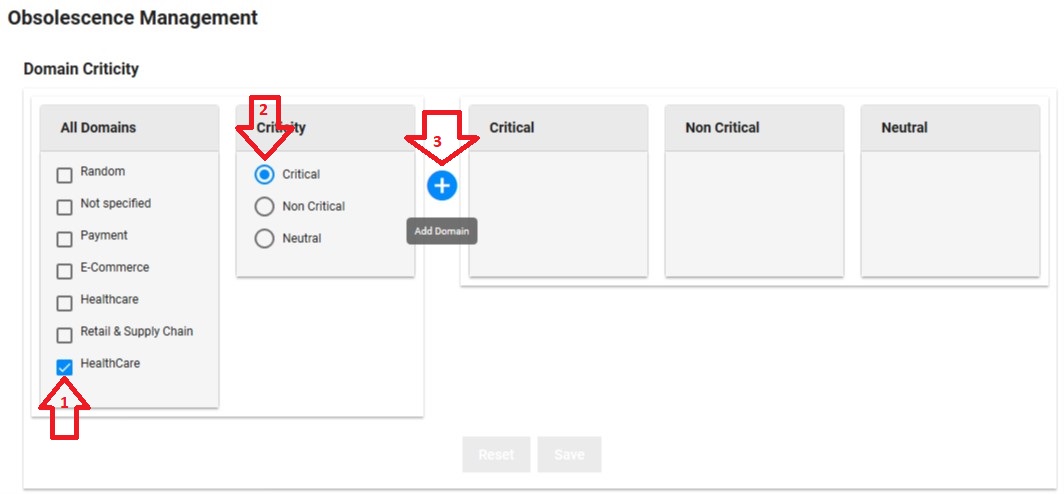 Obsolescence Management
Domain Criticity
All Domains
Random
Not specified
Payment
E-Commerce
Healthcare
Retail & Supply Chain
HealthCare
1
2
Criticity
Critical
Non Critical
Neutral
3
Add Domain
Critical
Non Critical
Neutral
Reset
Save